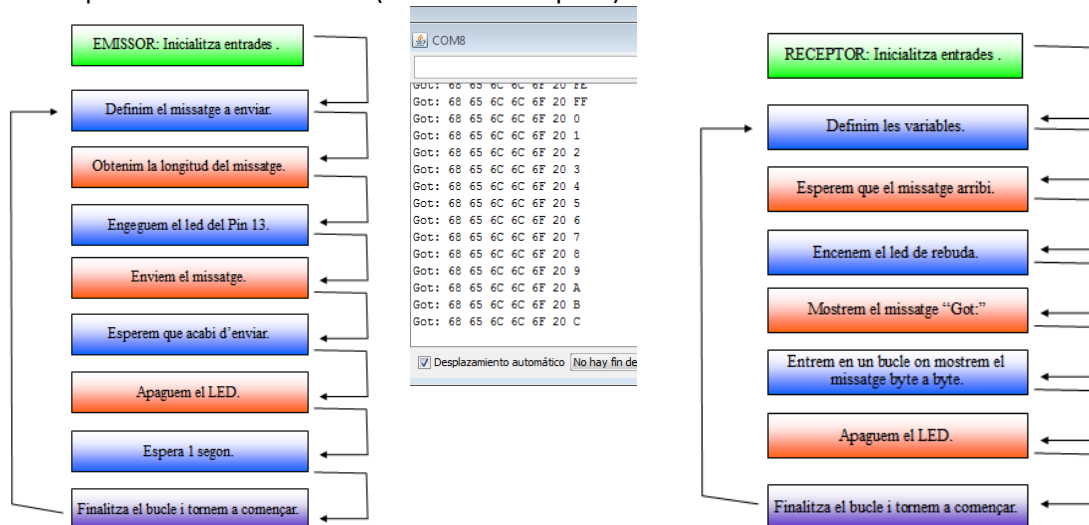 EMISSOR: Inicialitza entrades .
Definim el missatge a enviar.
Obtenim la longitud del missatge.
Engeguem el led del Pin 13.
Enviem el missatge.
Esperem que acabi d'enviar.
Apaguem el LED.
Espera 1 segon.
Finalitza el bucle i tornem a començar.
COM8
Got: 68 65 6C 6C 6F 20 FE
Got: 68 65 6C 6C 6F 20 FF
Got: 68 65 6C 6C 6F 20 0
Got: 68 65 6C 6C 6F 20 1
Got: 68 65 6C 6C 6F 20 2
Got: 68 65 6C 6C 6F 20 3
Got: 68 65 6C 6C 6F 20 4
Got: 68 65 6C 6C 6F 20 5
Got: 68 65 6C 6C 6F 20 6
Got: 68 65 6C 6C 6F 20 7
Got: 68 65 6C 6C 6F 20 8
Got: 68 65 6C 6C 6F 20 9
Got: 68 65 6C 6C 6F 20 A
Got: 68 65 6C 6C 6F 20 B
Got: 68 65 6C 6C 6F 20 C
Desplazamiento automático No hay fin de
RECEPTOR: Inicialitza entrades .
Definim les variables.
Esperem que el missatge arribi.
Encenem el led de rebuda.
Mostrem el missatge “Got:”
Entrem en un bucle on mostrem el
missatge byte a byte.
Apaguem el LED.
Finalitza el bucle i tornem a començar.